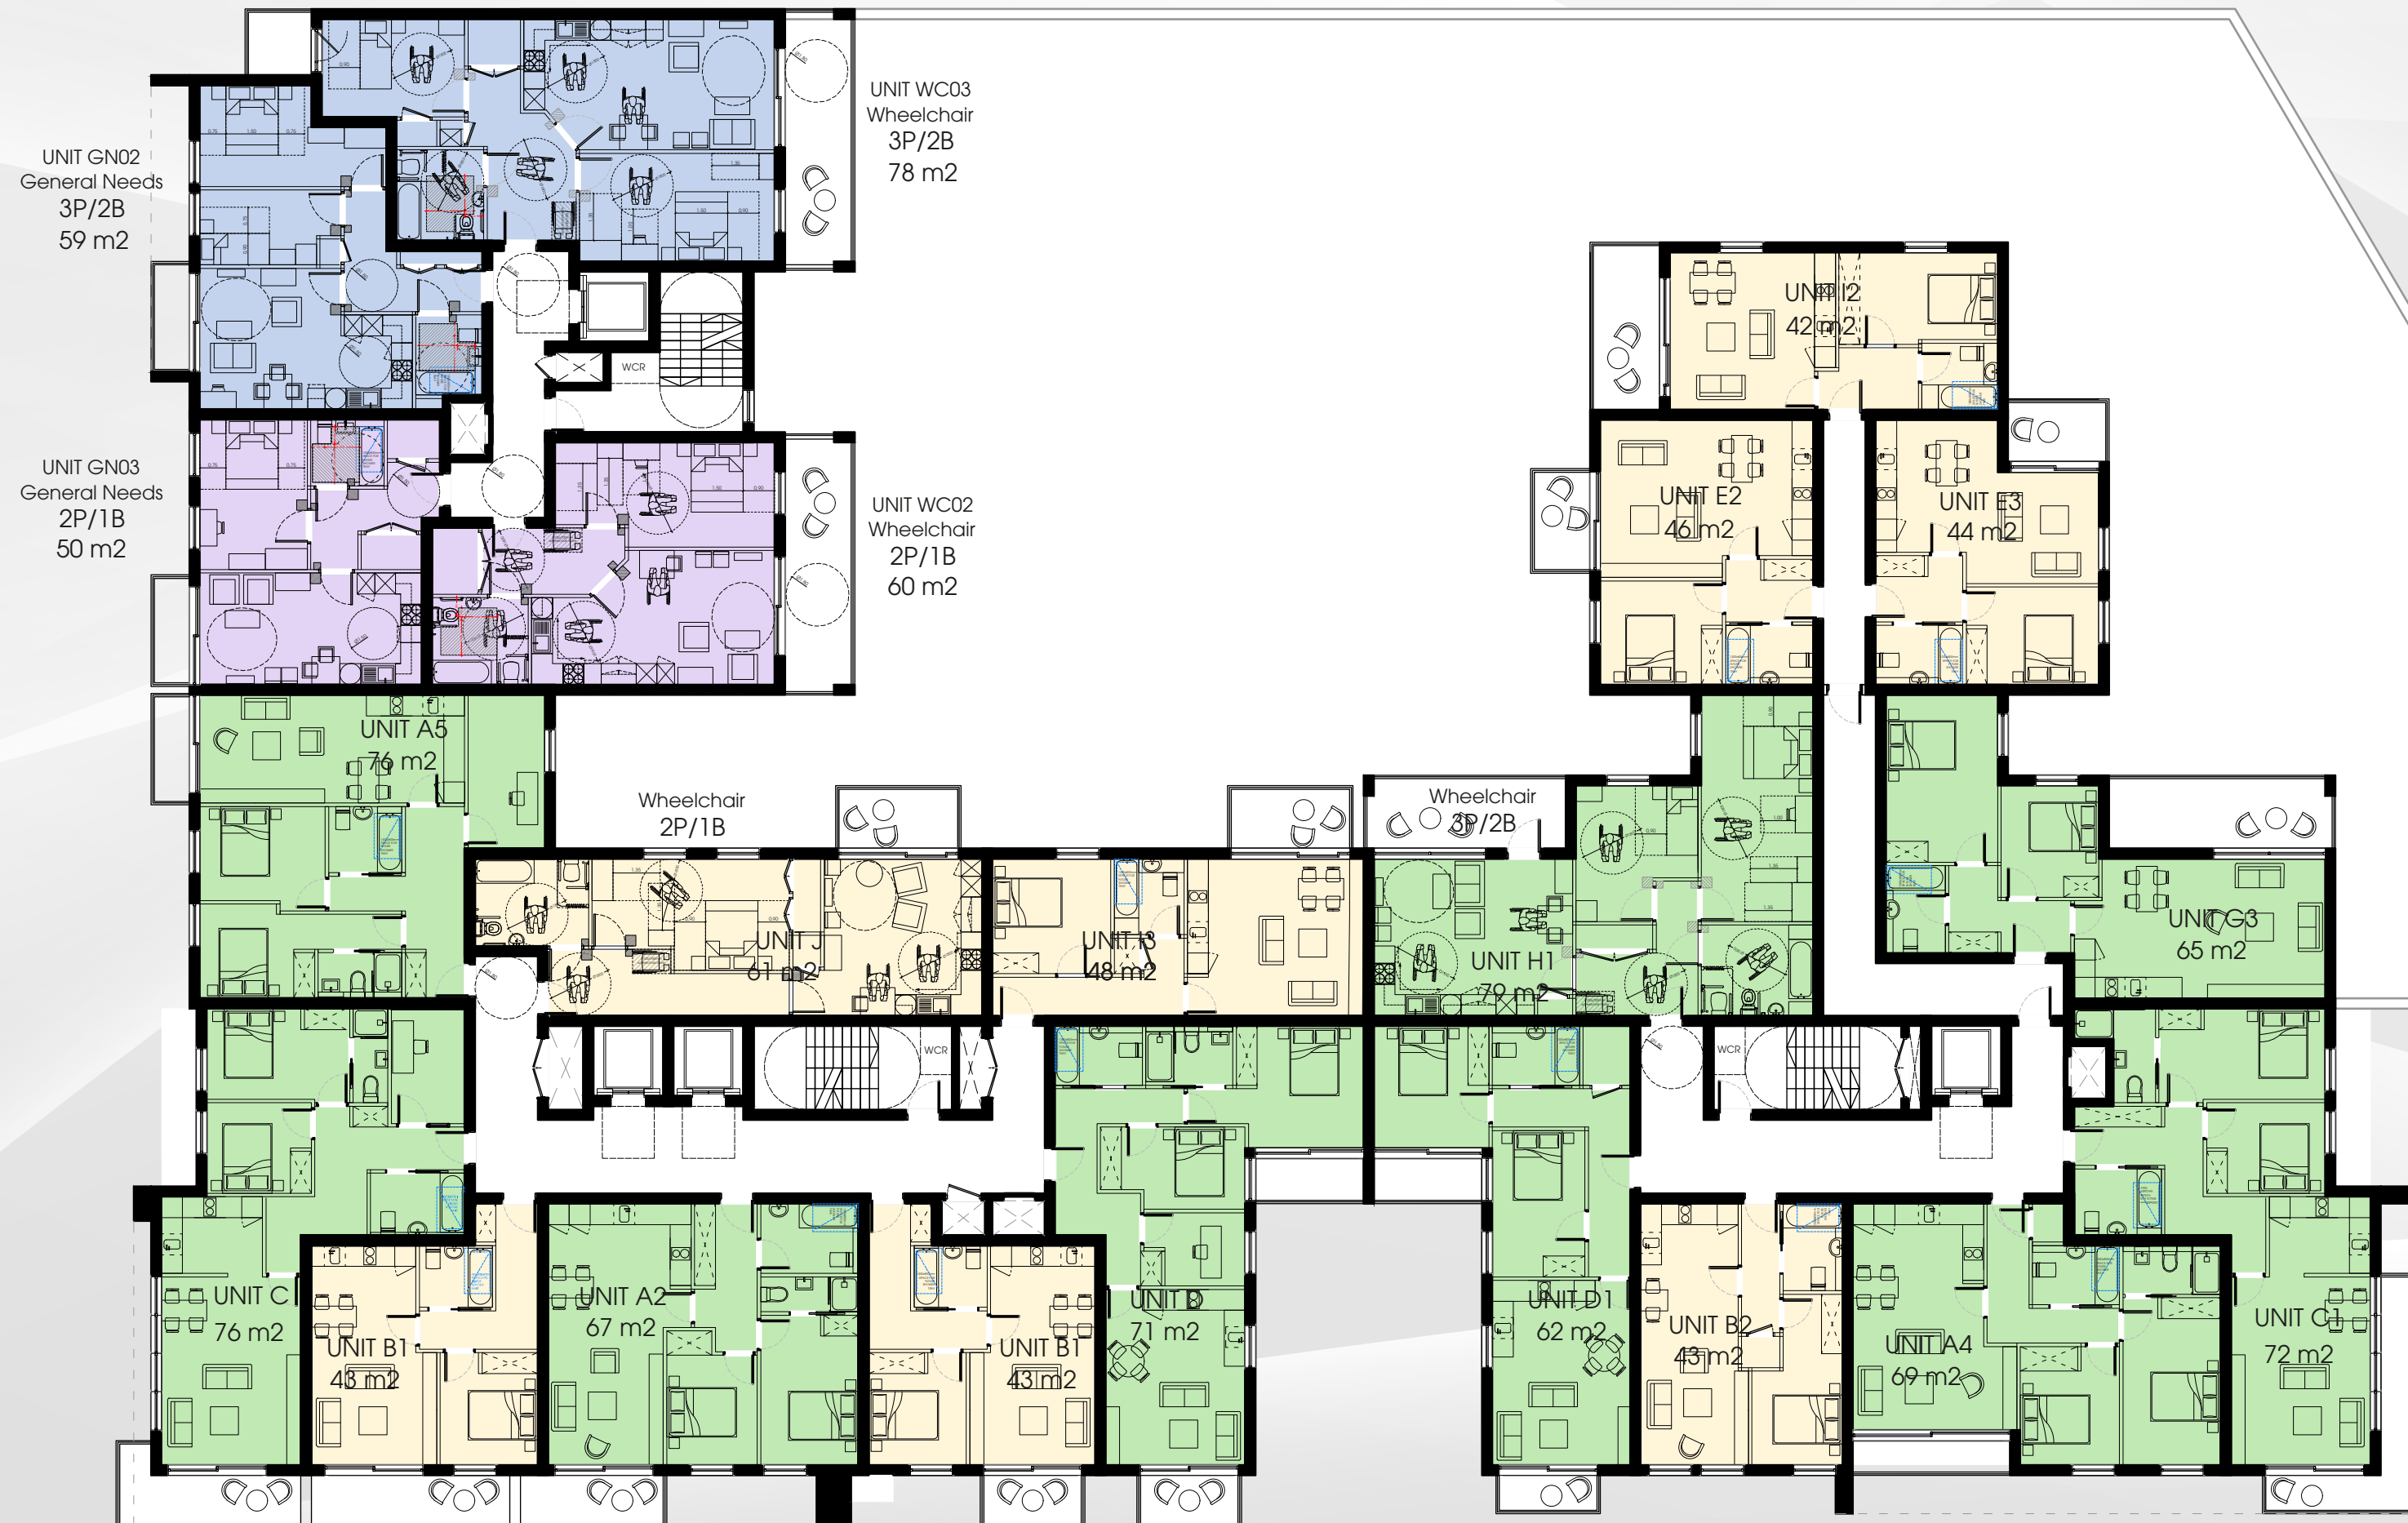 UNIT WC03
Wheelchair
3P/2B
78 m2
UNIT GN02
General Needs
3P/2B
59 m2
WCR
UNIT GN03
General Needs
2P/1B
50 m2
UNIT WC02
Wheelchair
2P/1B
60 m2
UNIT I2
42 m2
UNIT E2
46 m2
UNIT E3
44 m2
UNIT A5
76 m2
Wheelchair
2P/1B
Wheelchair
3P/2B
UNIT J
61 m2
UNIT I3
48 m2
UNIT H1
79 m2
UNIT G3
65 m2
WCR
WCR
UNIT C
76 m2
UNIT B1
43 m2
UNIT A2
67 m2
UNIT B1
43 m2
UNIT D
71 m2
UNIT D1
62 m2
UNIT B2
43 m2
UNIT A4
69 m2
UNIT C1
72 m2